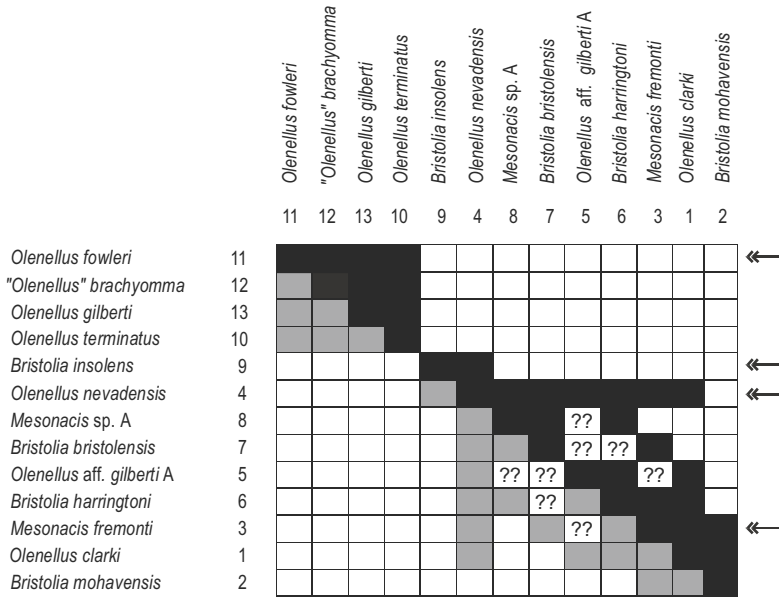 Olenellus fowleri
"Olenellus" brachyomma
Olenellus gilberti
Olenellus terminatus
Bristolia insolens
Olenellus nevadensis
Mesonacis sp. A
Bristolia bristolensis
Olenellus aff. gilberti A
Bristolia harringtoni
Mesonacis fremonti
Olenellus clarki
Bristolia mohavensis
11 12 13 10 9 4 8 7 5 6 3 1 2
Olenellus fowleri 11
"Olenellus" brachyomma 12
Olenellus gilberti 13
Olenellus terminatus 10
Bristolia insolens 9
Olenellus nevadensis 4
Mesonacis sp. A 8 ??
Bristolia bristolensis 7 ?? ??
Olenellus aff. gilberti A 5 ?? ?? ??
Bristolia harringtoni 6 ??
Mesonacis fremonti 3 ??
Olenellus clarki 1
Bristolia mohavensis 2